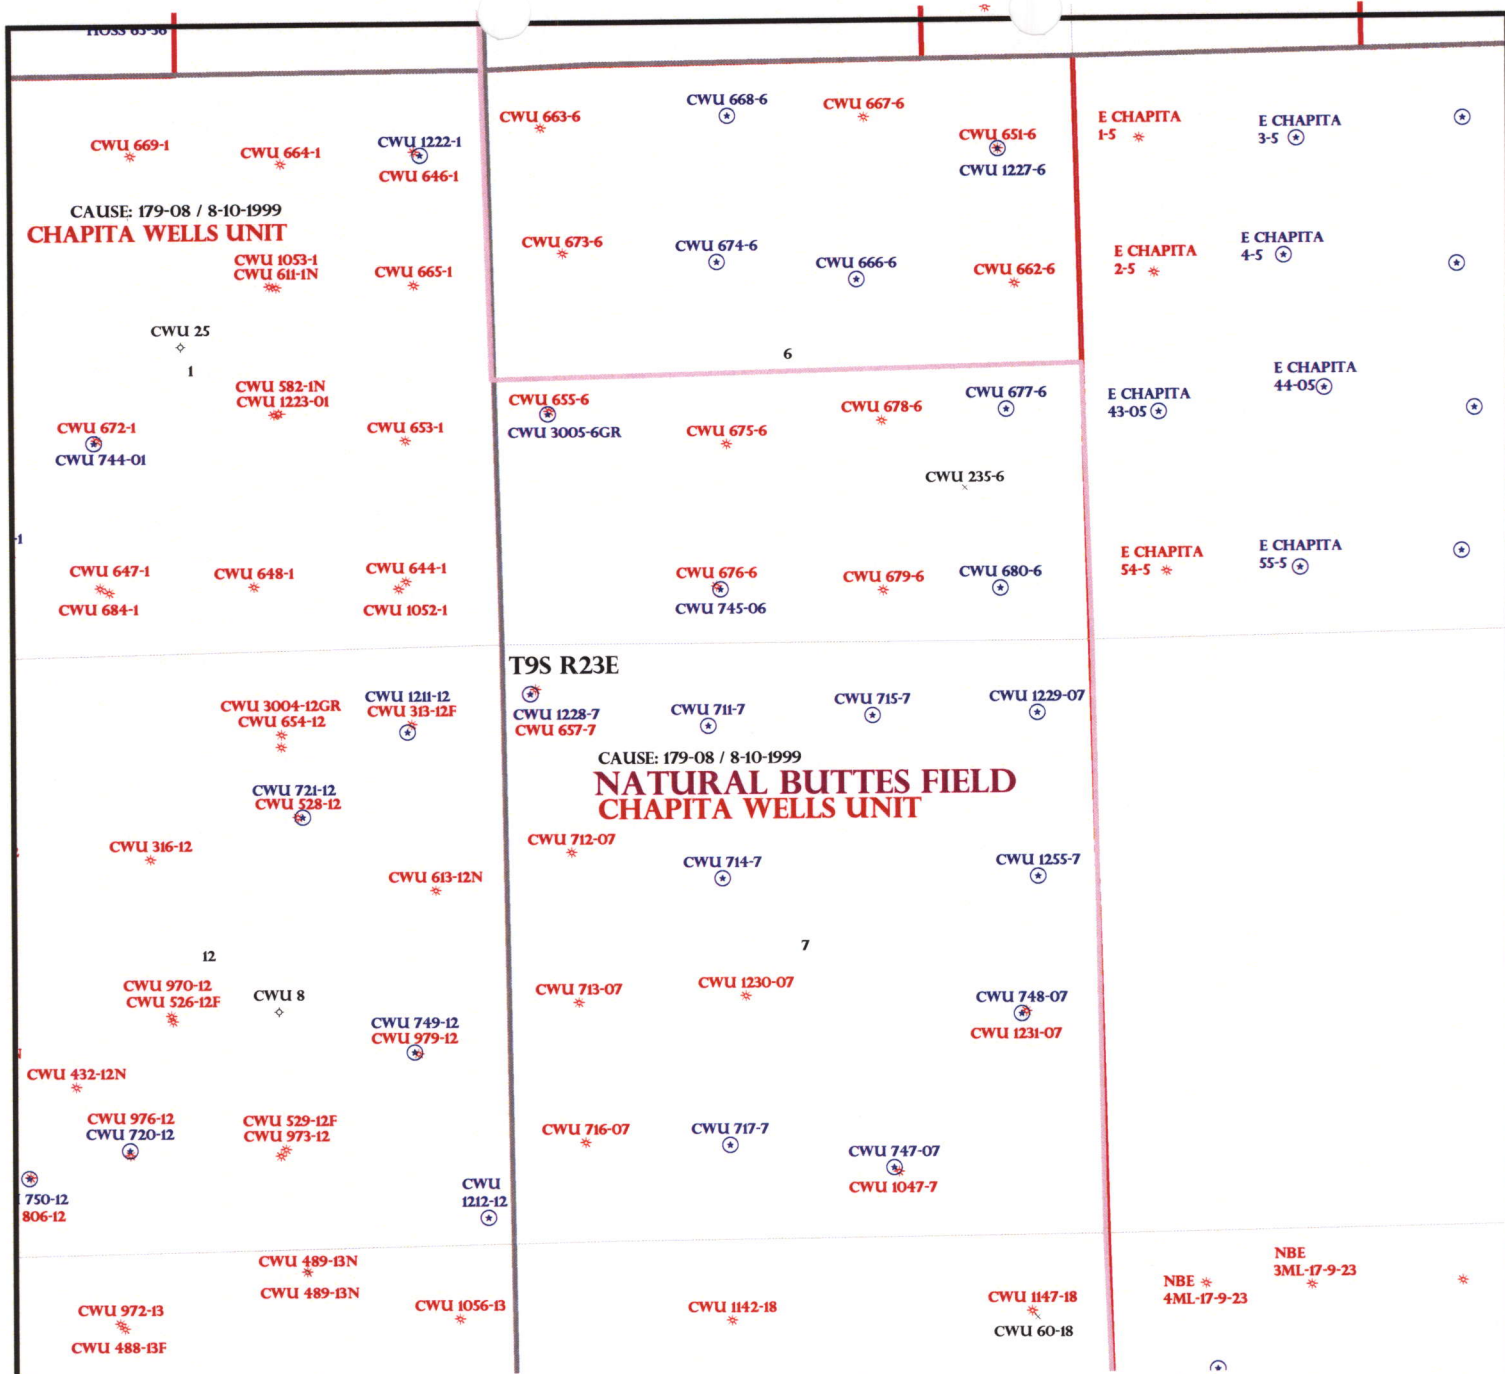 HOSS 63-36
CWU 669-1
CWU 664-1
CWU 1222-1
CWU 646-1
CWU 663-6
CWU 668-6
CWU 667-6
CWU 651-6
CWU 1227-6
E CHAPITA
1-5
E CHAPITA
3-5
CAUSE: 179-08 / 8-10-1999
CHAPITA WELLS UNIT
CWU 1053-1
CWU 611-1N
CWU 665-1
CWU 673-6
CWU 674-6
CWU 666-6
CWU 662-6
E CHAPITA
2-5
E CHAPITA
4-5
CWU 25
1
6
CWU 582-1N
CWU 1223-01
CWU 672-1
CWU 744-01
CWU 653-1
CWU 655-6
CWU 3005-6GR
CWU 675-6
CWU 678-6
CWU 677-6
CWU 235-6
E CHAPITA
43-05
E CHAPITA
44-05
-1
CWU 647-1
CWU 684-1
CWU 648-1
CWU 644-1
CWU 1052-1
CWU 676-6
CWU 745-06
CWU 679-6
CWU 680-6
E CHAPITA
54-5
E CHAPITA
55-5
T9S R23E
CWU 3004-12GR
CWU 654-12
CWU 1211-12
CWU 313-12F
CWU 1228-7
CWU 657-7
CWU 711-7
CWU 715-7
CWU 1229-07
CAUSE: 179-08 / 8-10-1999
NATURAL BUTTES FIELD
CHAPITA WELLS UNIT
CWU 721-12
CWU 528-12
CWU 316-12
CWU 613-12N
CWU 712-07
CWU 714-7
CWU 1255-7
12
7
CWU 970-12
CWU 526-12F
CWU 8
CWU 749-12
CWU 979-12
CWU 713-07
CWU 1230-07
CWU 748-07
CWU 1231-07
CWU 432-12N
CWU 976-12
CWU 720-12
CWU 529-12F
CWU 973-12
CWU 716-07
CWU 717-7
CWU 747-07
CWU 1047-7
750-12
806-12
CWU
1212-12
CWU 489-13N
CWU 489-13N
CWU 972-13
CWU 488-13F
CWU 1056-13
CWU 1142-18
CWU 1147-18
CWU 60-18
NBE
4ML-17-9-23
NBE
3ML-17-9-23